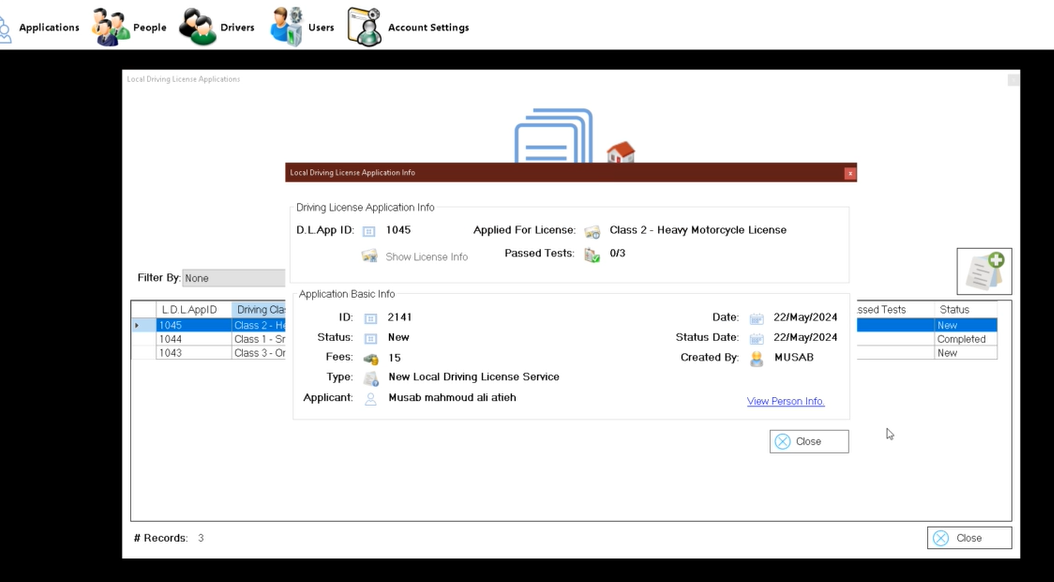 Applications People Drivers Users Account Settings
Local Driving License Applications
Local Driving License Application Info x
Driving License Application Info
D.L.App ID: 1045 Applied For License: Class 2 - Heavy Motorcycle License
Show License Info Passed Tests: 0/3
Filter By: None
Application Basic Info
ID: 2141 Date: 22/May/2024
Status: New Status Date: 22/May/2024
Fees: 15 Created By: MUSAB
Type: New Local Driving License Service
Applicant: Musab mahmoud ali atieh View Person Info.
Close
L.D.L.AppID Driving Clas ssed Tests Status
1045 Class 2 - He New
1044 Class 1 - Sm Completed
1043 Class 3 - Or New
# Records: 3 Close